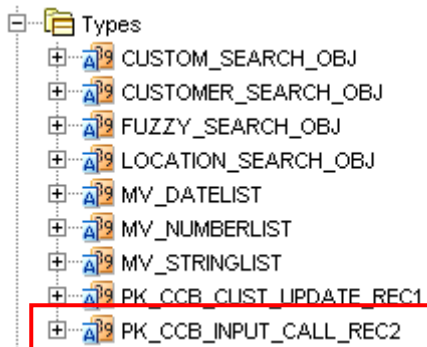 Types
CUSTOM_SEARCH_OBJ
CUSTOMER_SEARCH_OBJ
FUZZY_SEARCH_OBJ
LOCATION_SEARCH_OBJ
MV_DATELIST
MV_NUMBERLIST
MV_STRINGLIST
PK_CCB_CUST_UPDATE_REC1
PK_CCB_INPUT_CALL_REC2